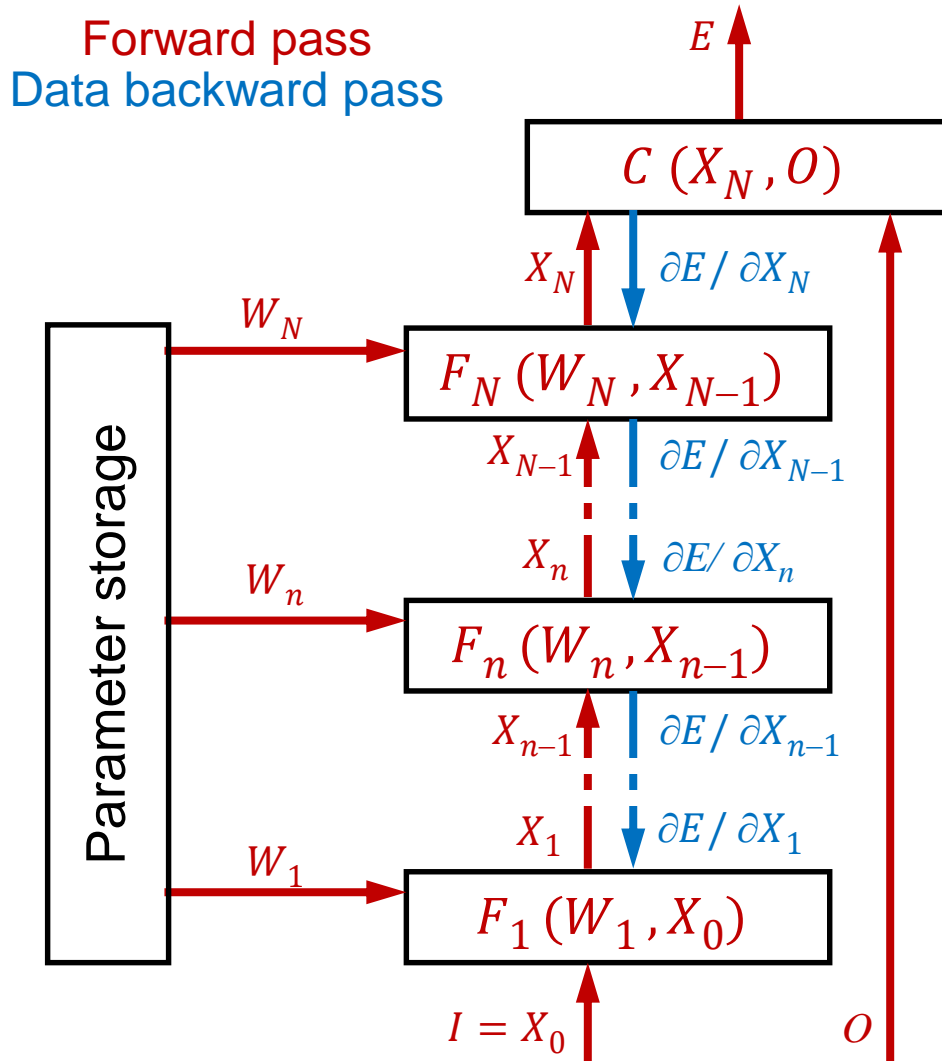 Forward pass
Data backward pass
E
C (X_N , O)
X_N
∂E / ∂X_N
W_N
F_N (W_N , X_{N−1})
X_{N−1}
∂E / ∂X_{N−1}
X_n
∂E/ ∂X_n
W_n
F_n (W_n , X_{n−1})
X_{n−1}
∂E / ∂X_{n−1}
X_1
∂E / ∂X_1
W_1
F_1 (W_1 , X_0)
I = X_0
O
Parameter storage